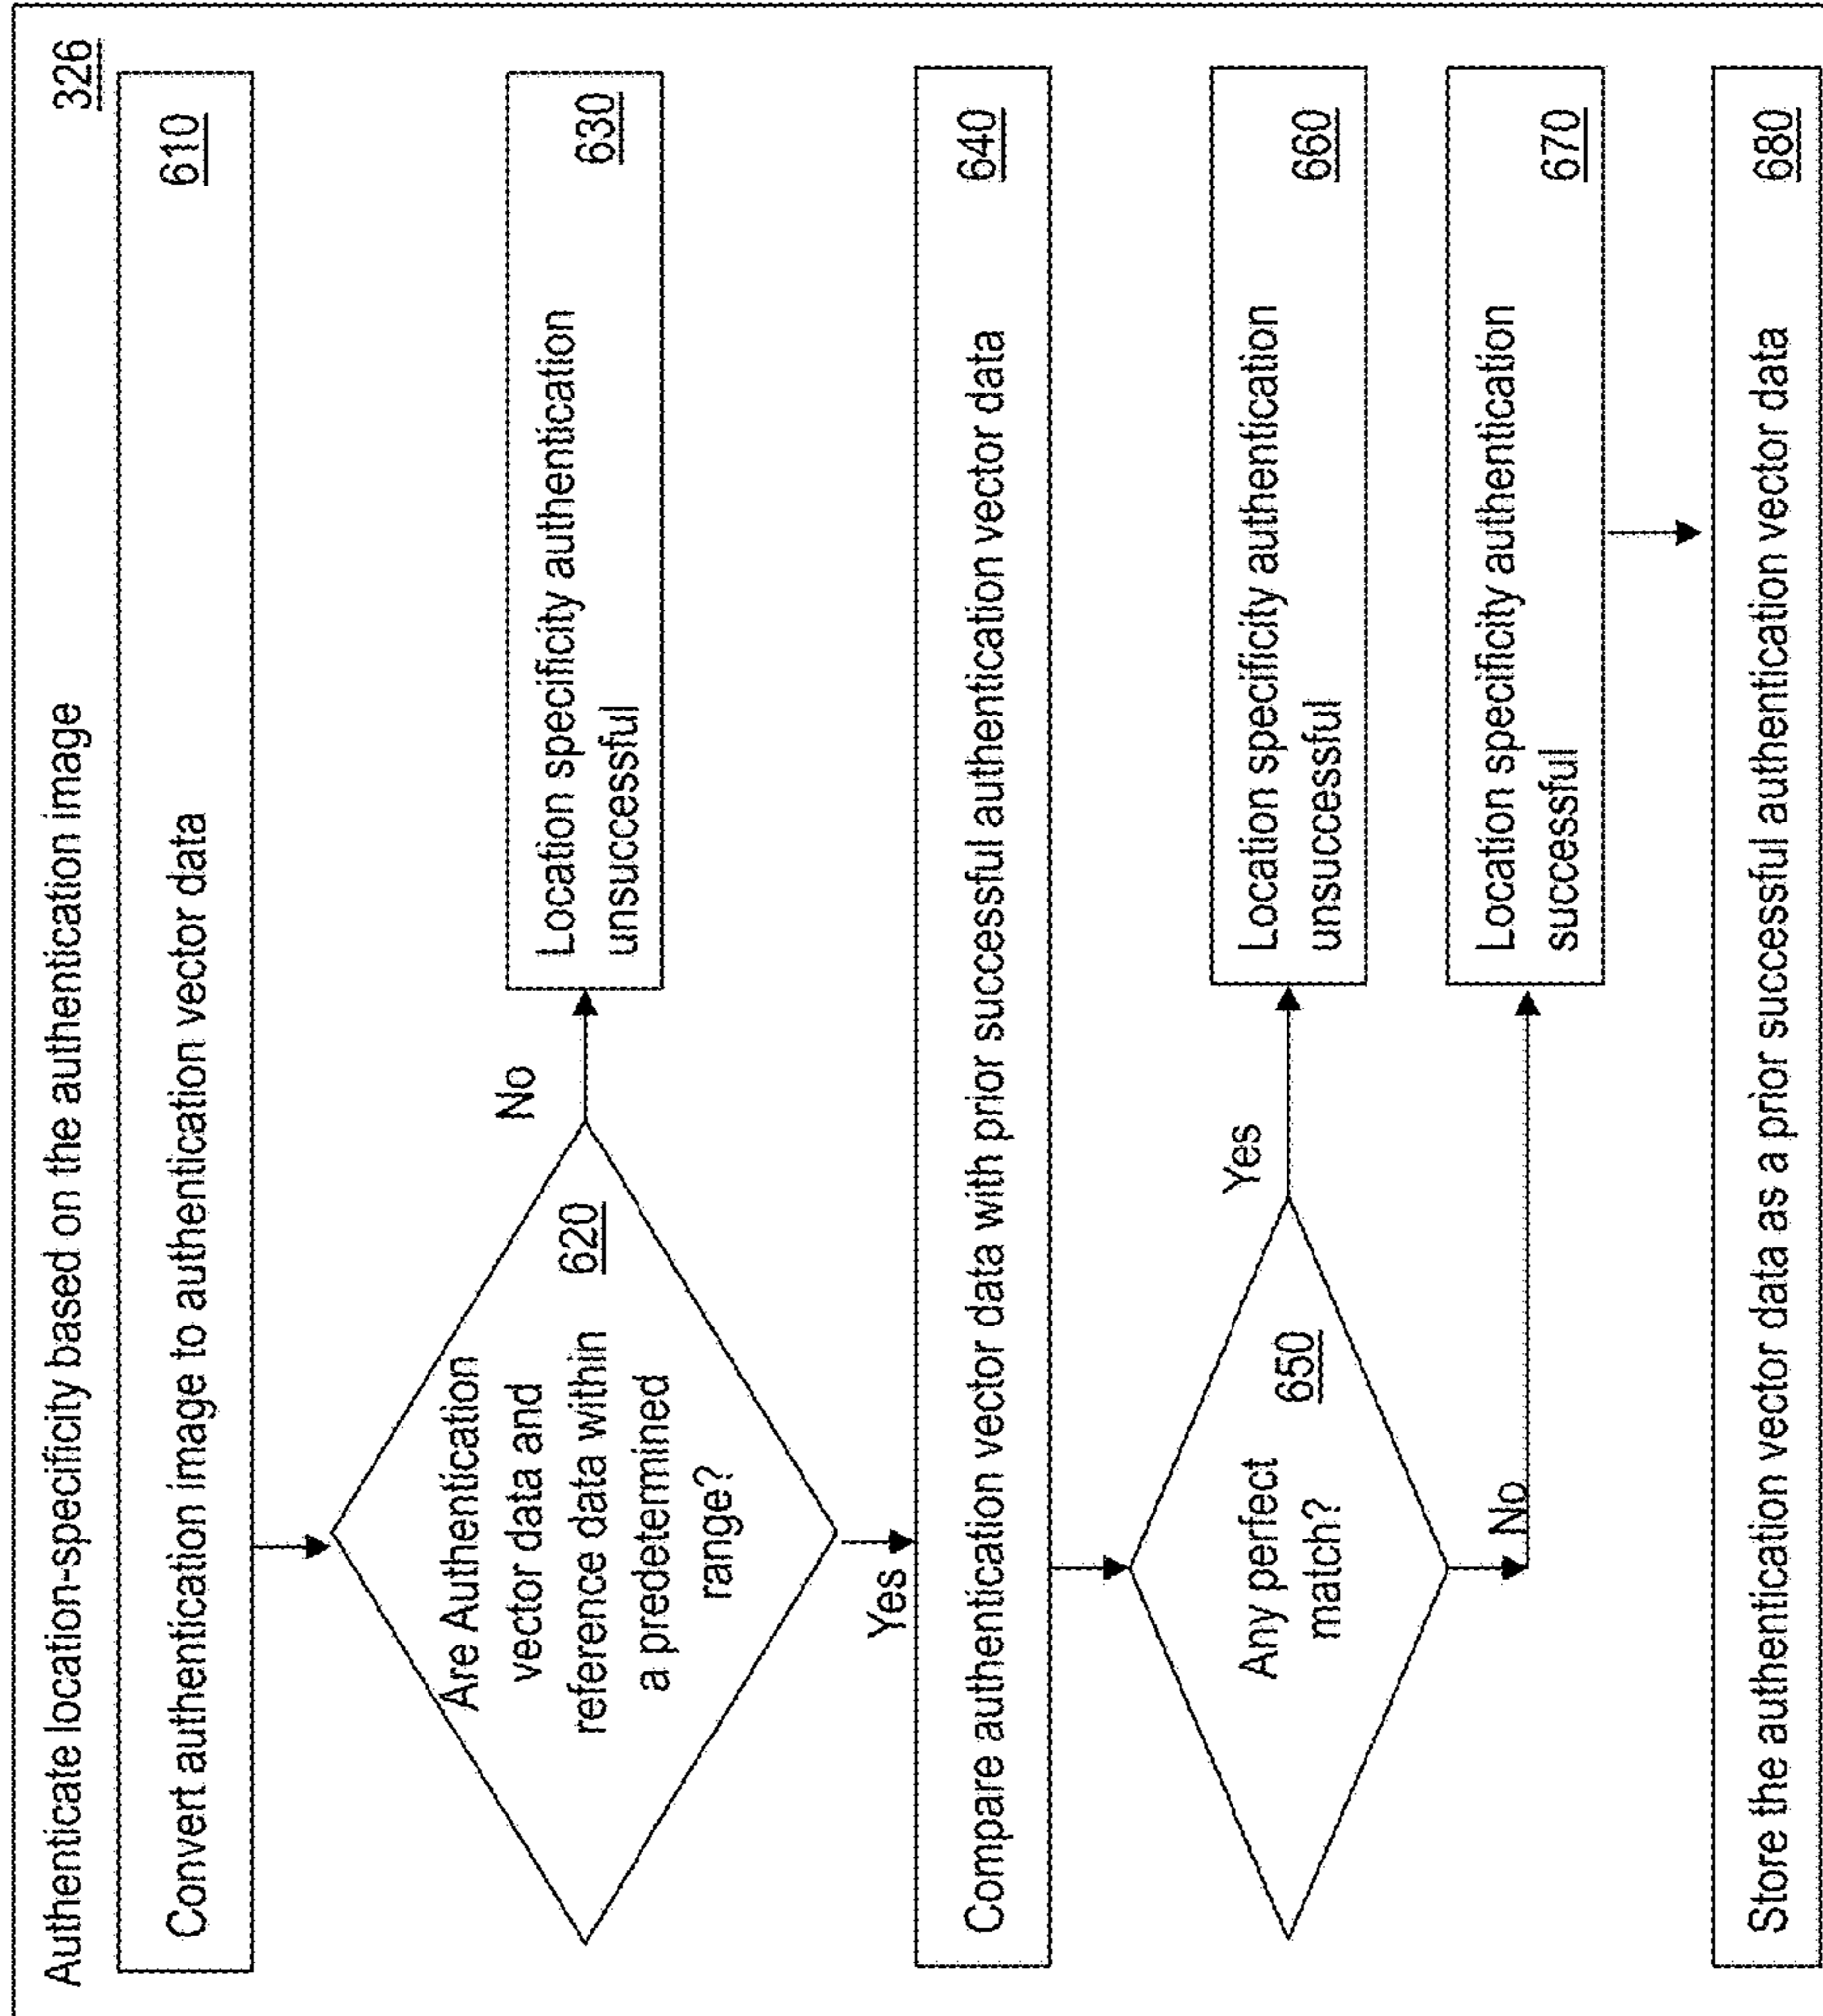 Authenticate location-specificity based on the authentication image
326
Convert authentication image to authentication vector data
610
Are Authentication
vector data and
reference data within
a predetermined
range?
620
No
Location specificity authentication
unsuccessful
630
Yes
Compare authentication vector data with prior successful authentication vector data
640
Any perfect
match?
650
Yes
Location specificity authentication
unsuccessful
660
No
Location specificity authentication
successful
670
Store the authentication vector data as a prior successful authentication vector data
680